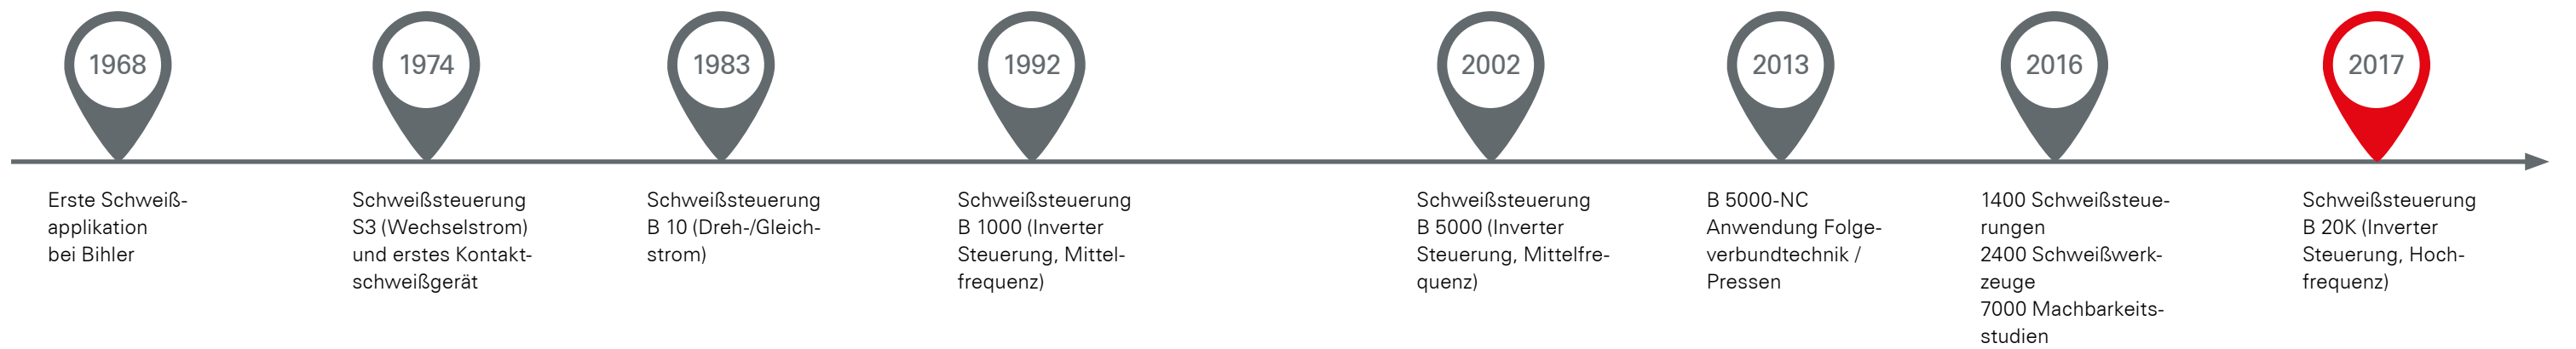 1968
Erste Schweiß-
applikation
bei Bihler
1974
Schweißsteuerung
S3 (Wechselstrom)
und erstes Kontakt-
schweißgerät
1983
Schweißsteuerung
B 10 (Dreh-/Gleich-
strom)
1992
Schweißsteuerung
B 1000 (Inverter
Steuerung, Mittel-
frequenz)
2002
Schweißsteuerung
B 5000 (Inverter
Steuerung, Mittelfre-
quenz)
2013
B 5000-NC
Anwendung Folge-
verbundtechnik /
Pressen
2016
1400 Schweißsteue-
rungen
2400 Schweißwerk-
zeuge
7000 Machbarkeits-
studien
2017
Schweißsteuerung
B 20K (Inverter
Steuerung, Hoch-
frequenz)